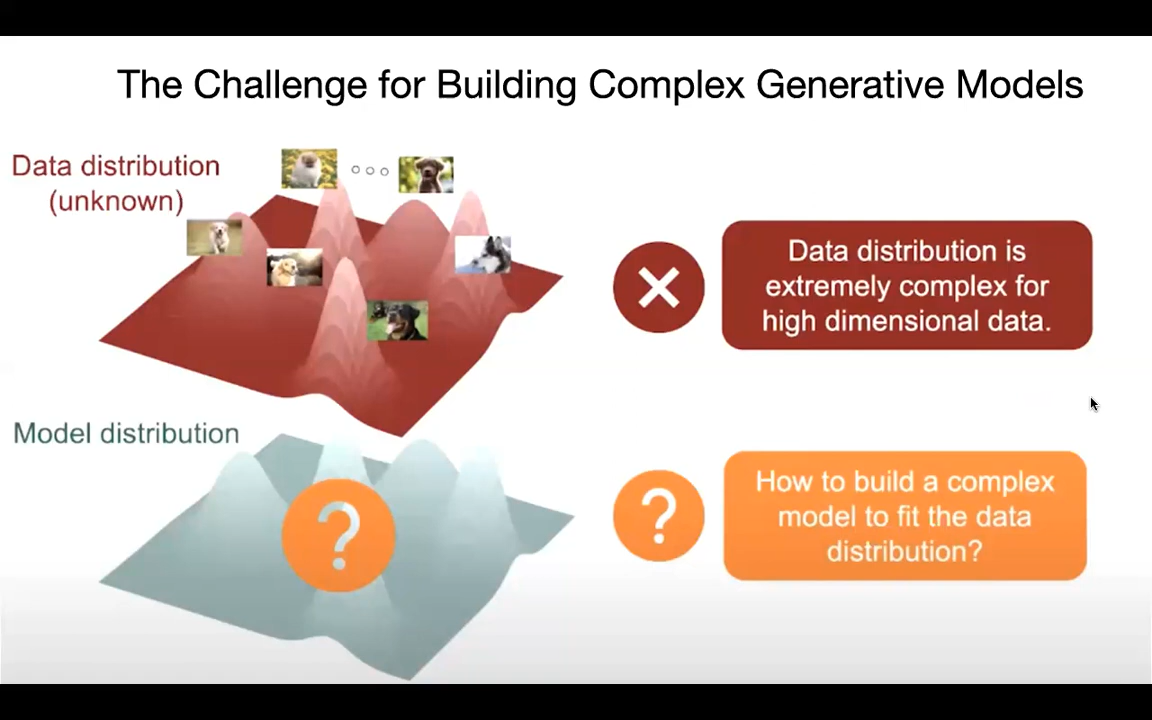 The Challenge for Building Complex Generative Models
Data distribution
(unknown)
Data distribution is
extremely complex for
high dimensional data.
Model distribution
?
?
How to build a complex
model to fit the data
distribution?